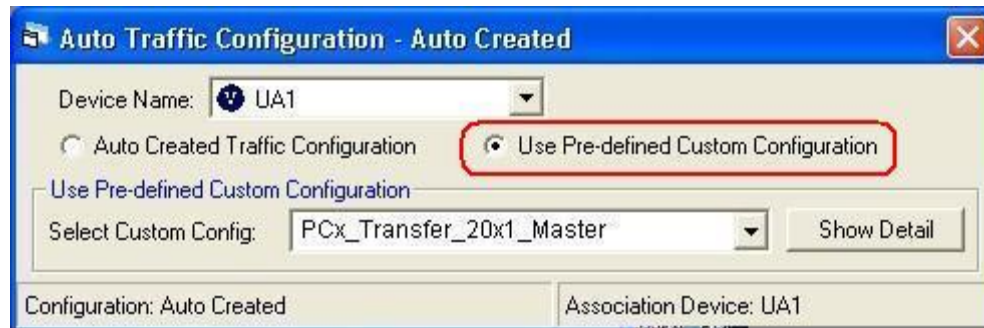 Auto Traffic Configuration - Auto Created
Device Name: UA1
Auto Created Traffic Configuration Use Pre-defined Custom Configuration
Use Pre-defined Custom Configuration
Select Custom Config: PCx_Transfer_20x1_Master Show Detail
Configuration: Auto Created Association Device: UA1